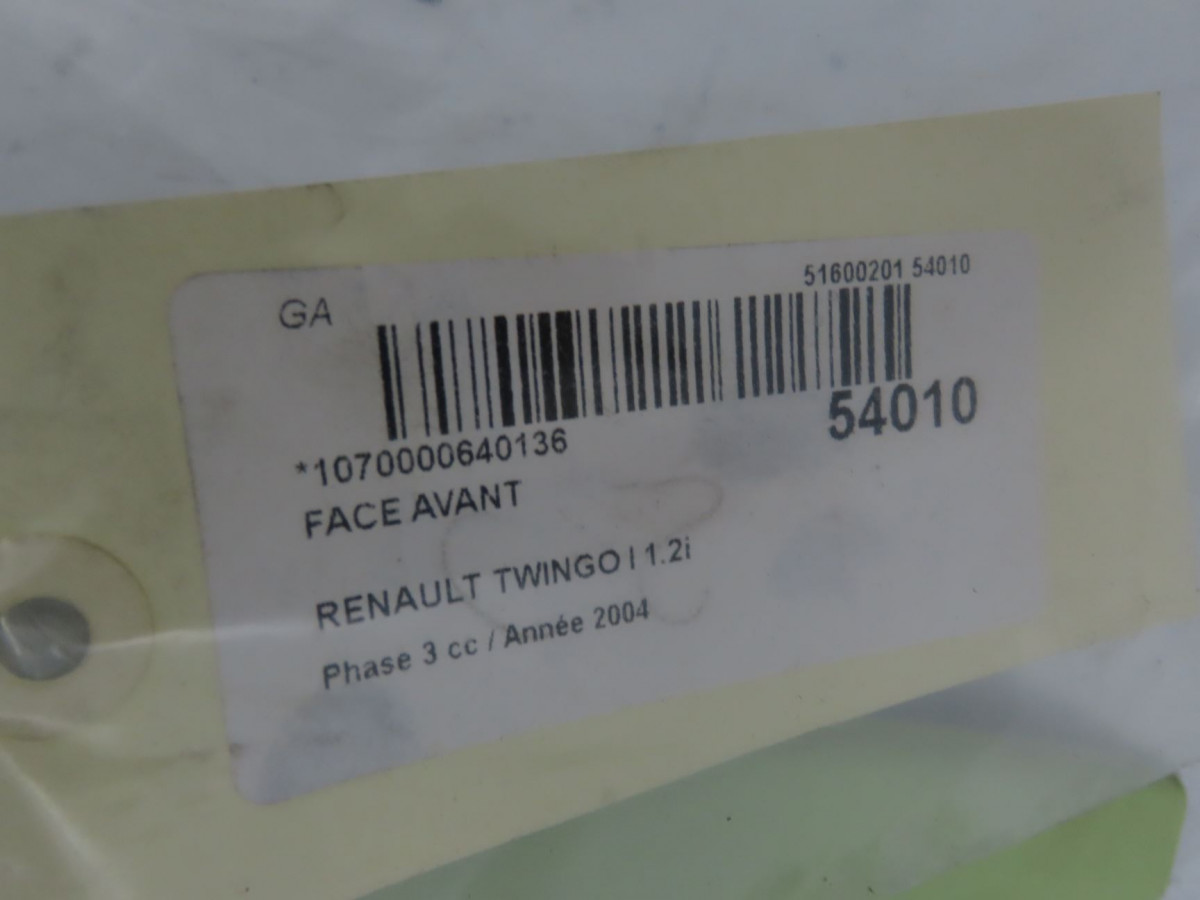 51600201 54010
GA
54010
*1070000640136
FACE AVANT
RENAULT TWINGO I 1.2i
Phase 3 cc / Année 2004